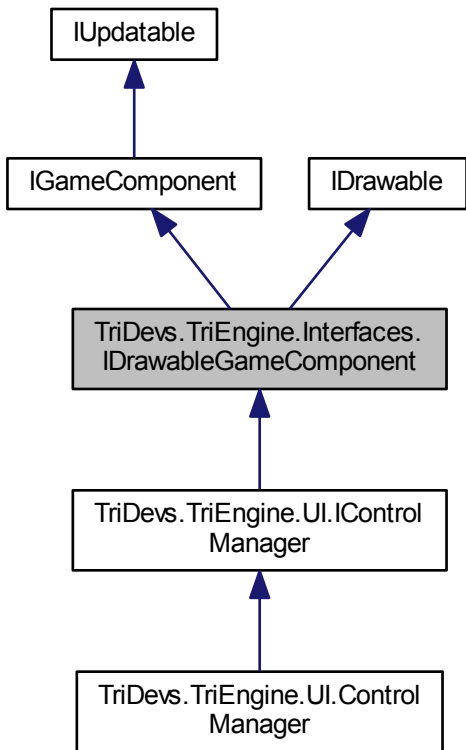 IUpdatable
IGameComponent
IDrawable
TriDevs.TriEngine.Interfaces.
IDrawableGameComponent
TriDevs.TriEngine.UI.IControl
Manager
TriDevs.TriEngine.UI.Control
Manager